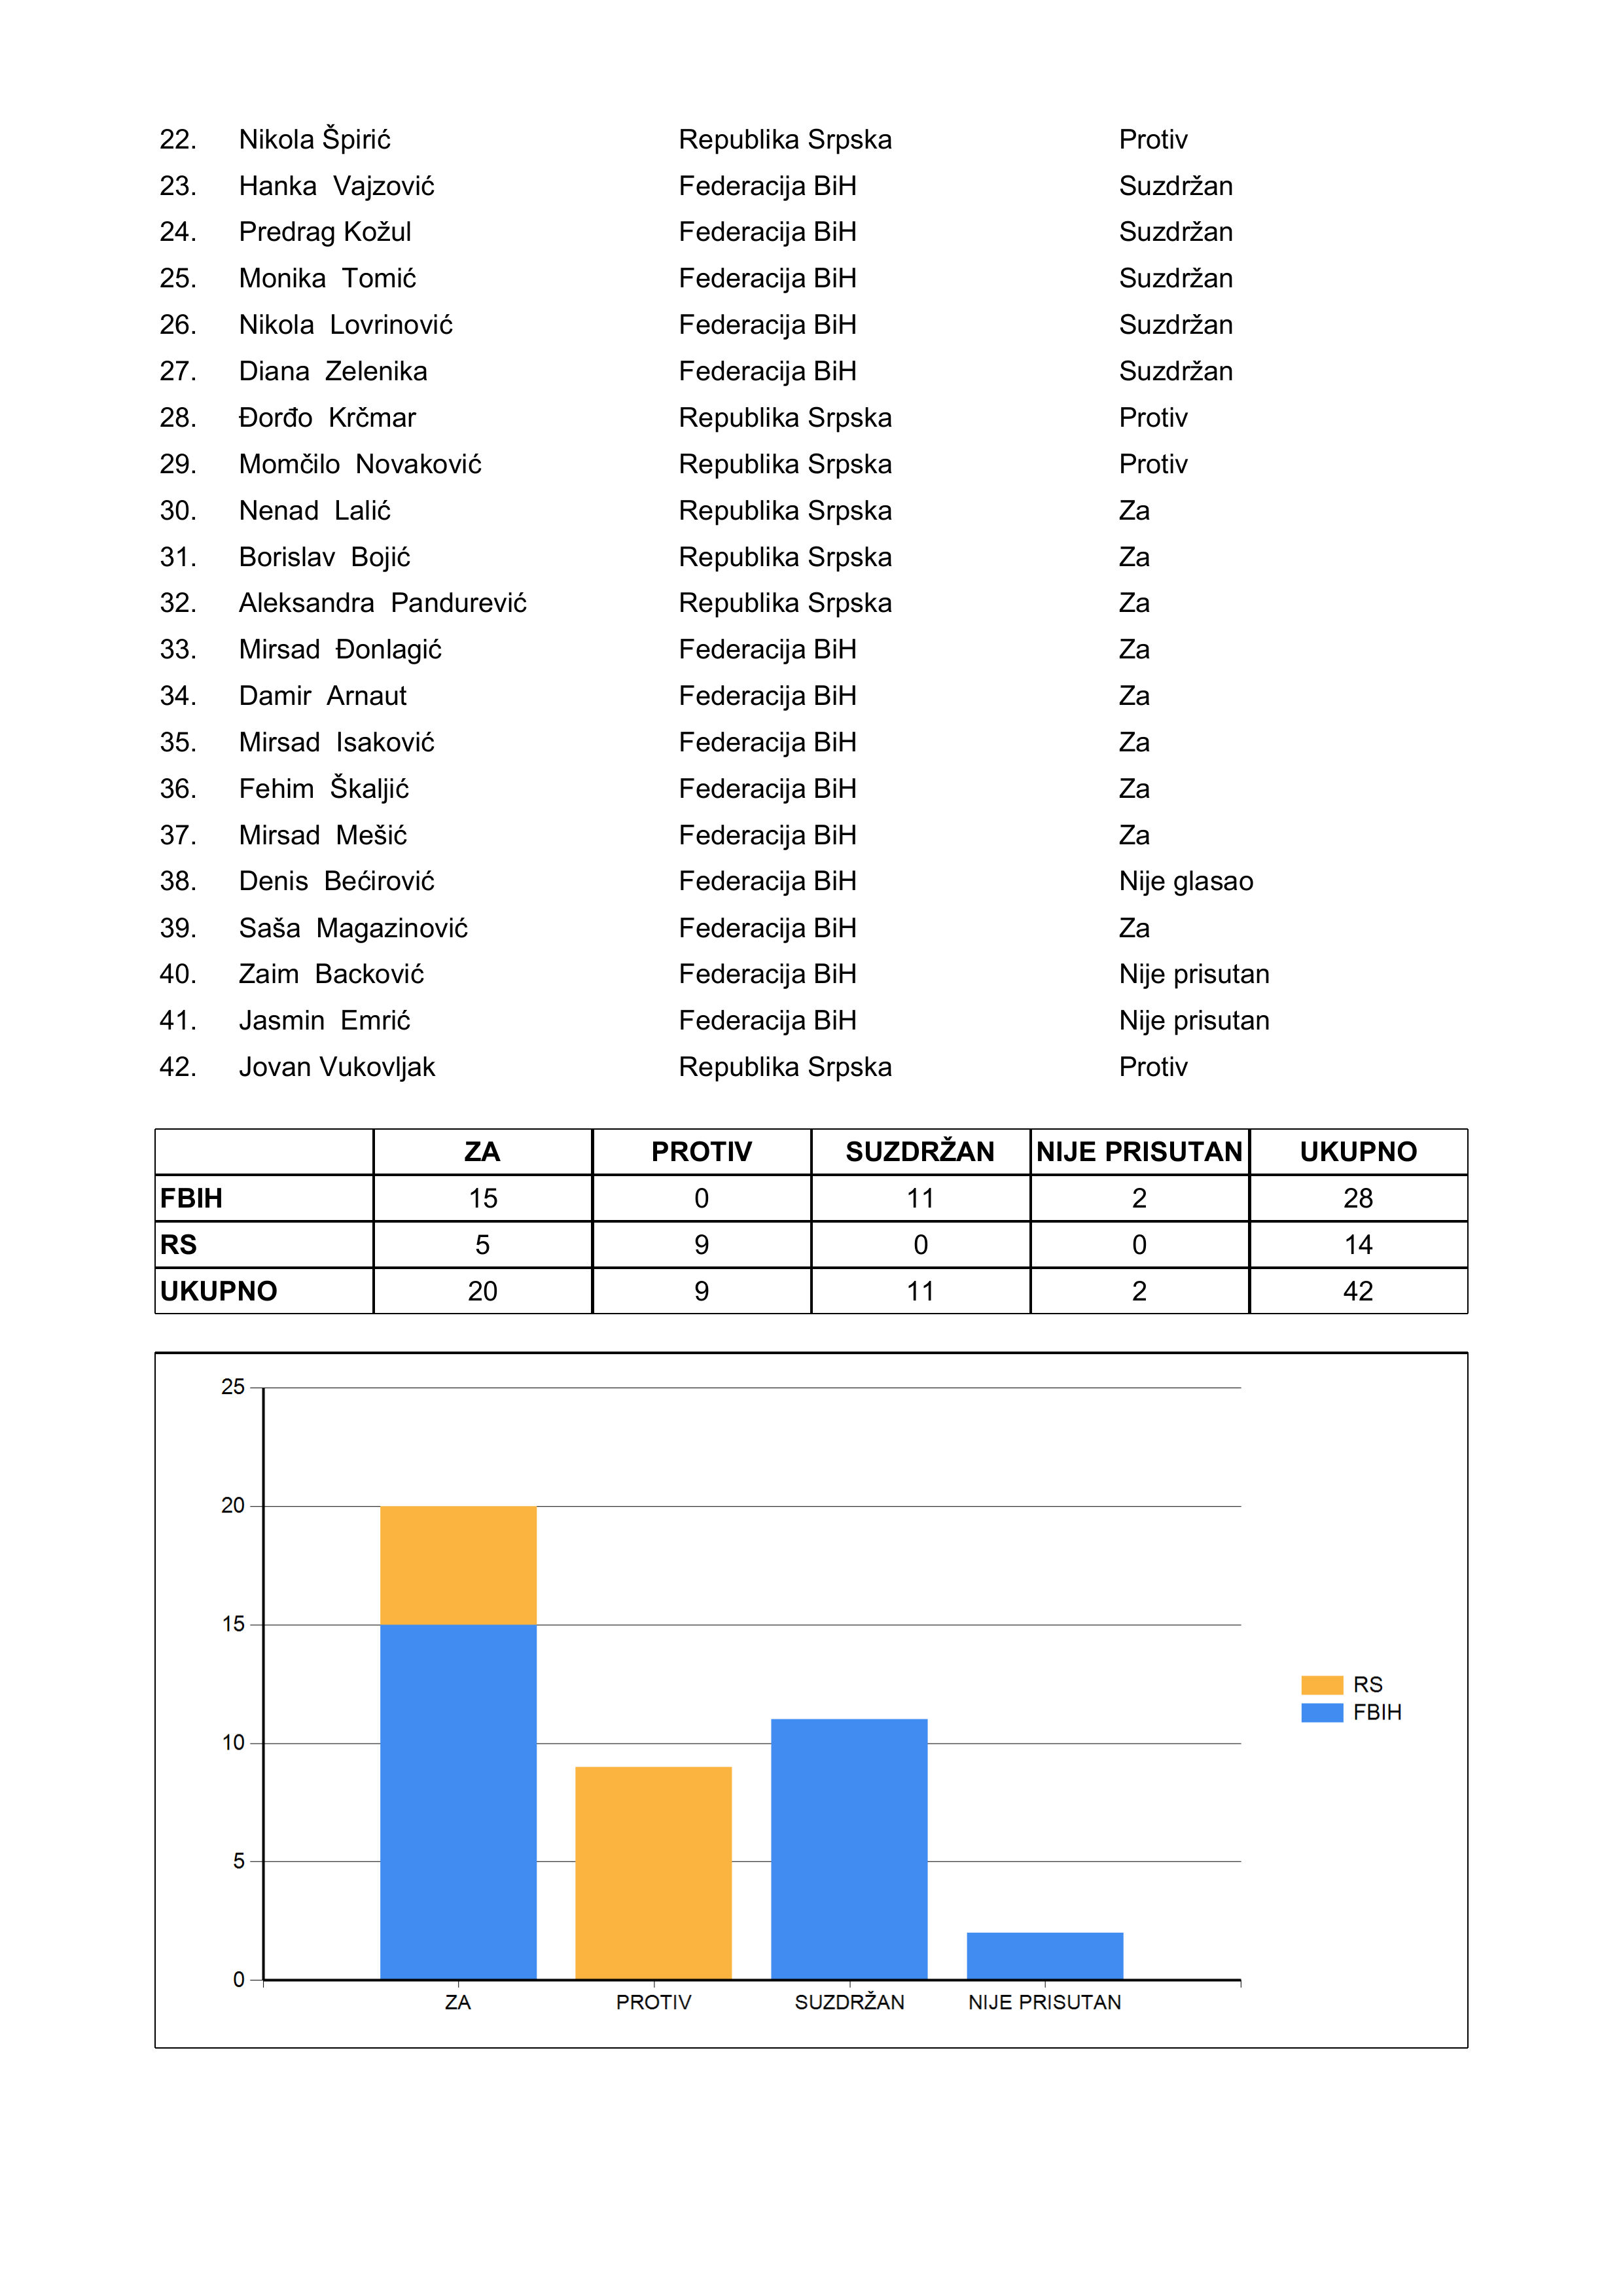 22. Nikola Špirić Republika Srpska Protiv
23. Hanka Vajzović Federacija BiH Suzdržan
24. Predrag Kožul Federacija BiH Suzdržan
25. Monika Tomić Federacija BiH Suzdržan
26. Nikola Lovrinović Federacija BiH Suzdržan
27. Diana Zelenika Federacija BiH Suzdržan
28. Đorđo Krčmar Republika Srpska Protiv
29. Momčilo Novaković Republika Srpska Protiv
30. Nenad Lalić Republika Srpska Za
31. Borislav Bojić Republika Srpska Za
32. Aleksandra Pandurević Republika Srpska Za
33. Mirsad Đonlagić Federacija BiH Za
34. Damir Arnaut Federacija BiH Za
35. Mirsad Isaković Federacija BiH Za
36. Fehim Škaljić Federacija BiH Za
37. Mirsad Mešić Federacija BiH Za
38. Denis Bećirović Federacija BiH Nije glasao
39. Saša Magazinović Federacija BiH Za
40. Zaim Backović Federacija BiH Nije prisutan
41. Jasmin Emrić Federacija BiH Nije prisutan
42. Jovan Vukovljak Republika Srpska Protiv
ZA PROTIV SUZDRŽAN NIJE PRISUTAN UKUPNO
FBIH 15 0 11 2 28
RS 5 9 0 0 14
UKUPNO 20 9 11 2 42
25
20
15
10
5
0
ZA PROTIV SUZDRŽAN NIJE PRISUTAN
RS
FBIH